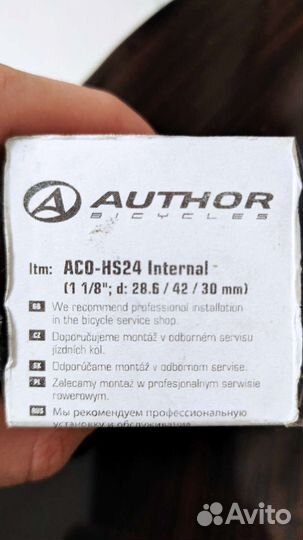 AUTHOR
BICYCLES
Itm: ACO-HS24 Internal
(1 1/8"; d: 28.6 / 42 / 30 mm)
GB We recommend professional installation
in the bicycle service shop.
CZ Doporučujeme montáž v odborném servisu
jízdních kol.
SK Odporúčame montáž v odbornom servise.
PL Zalecamy montaż w profesjonalnym serwisie
rowerowym.
RUS Мы рекомендуем профессиональную
установку и обслуживание
Avito